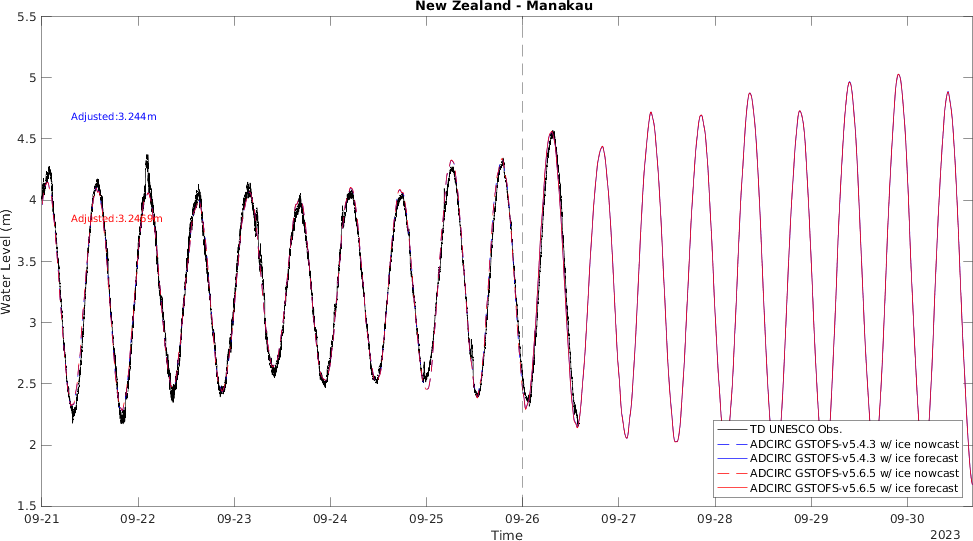 New Zealand - Manakau
5.5
5
4.5
4
3.5
3
2.5
2
1.5
Water Level (m)
Adjusted:3.244m
Adjusted:3.2459m
TD UNESCO Obs.
ADCIRC GSTOFS-v5.4.3 w/ ice nowcast
ADCIRC GSTOFS-v5.4.3 w/ ice forecast
ADCIRC GSTOFS-v5.6.5 w/ ice nowcast
ADCIRC GSTOFS-v5.6.5 w/ ice forecast
09-21 09-22 09-23 09-24 09-25 09-26 09-27 09-28 09-29 09-30
Time
2023